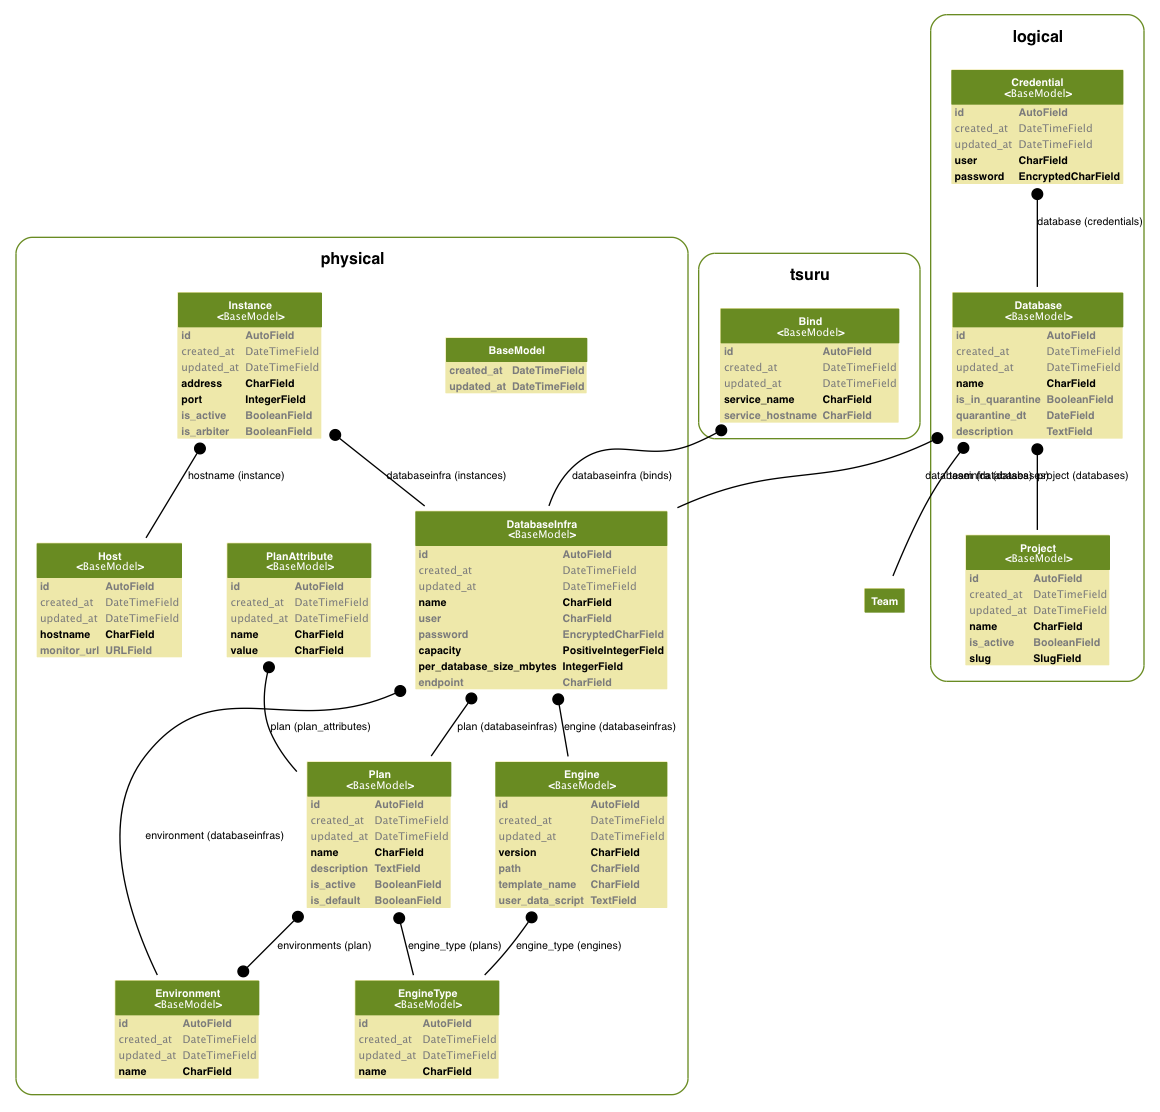 logical
Credential
<BaseModel>
id AutoField
created_at DateTimeField
updated_at DateTimeField
user CharField
password EncryptedCharField
database (credentials)
physical
tsuru
Instance
<BaseModel>
id AutoField
created_at DateTimeField
updated_at DateTimeField
address CharField
port IntegerField
is_active BooleanField
is_arbiter BooleanField
BaseModel
created_at DateTimeField
updated_at DateTimeField
Bind
<BaseModel>
id AutoField
created_at DateTimeField
updated_at DateTimeField
service_name CharField
service_hostname CharField
Database
<BaseModel>
id AutoField
created_at DateTimeField
updated_at DateTimeField
name CharField
is_in_quarantine BooleanField
quarantine_dt DateField
description TextField
hostname (instance)
databaseinfra (instances)
databaseinfra (binds)
databaseinfra (databases)
team (databases)
project (databases)
Host
<BaseModel>
id AutoField
created_at DateTimeField
updated_at DateTimeField
hostname CharField
monitor_url URLField
PlanAttribute
<BaseModel>
id AutoField
created_at DateTimeField
updated_at DateTimeField
name CharField
value CharField
DatabaseInfra
<BaseModel>
id AutoField
created_at DateTimeField
updated_at DateTimeField
name CharField
user CharField
password EncryptedCharField
capacity PositiveIntegerField
per_database_size_mbytes IntegerField
endpoint CharField
Team
Project
<BaseModel>
id AutoField
created_at DateTimeField
updated_at DateTimeField
name CharField
is_active BooleanField
slug SlugField
plan (plan_attributes)
plan (databaseinfras)
engine (databaseinfras)
environment (databaseinfras)
Plan
<BaseModel>
id AutoField
created_at DateTimeField
updated_at DateTimeField
name CharField
description TextField
is_active BooleanField
is_default BooleanField
Engine
<BaseModel>
id AutoField
created_at DateTimeField
updated_at DateTimeField
version CharField
path CharField
template_name CharField
user_data_script TextField
environments (plan)
engine_type (plans)
engine_type (engines)
Environment
<BaseModel>
id AutoField
created_at DateTimeField
updated_at DateTimeField
name CharField
EngineType
<BaseModel>
id AutoField
created_at DateTimeField
updated_at DateTimeField
name CharField